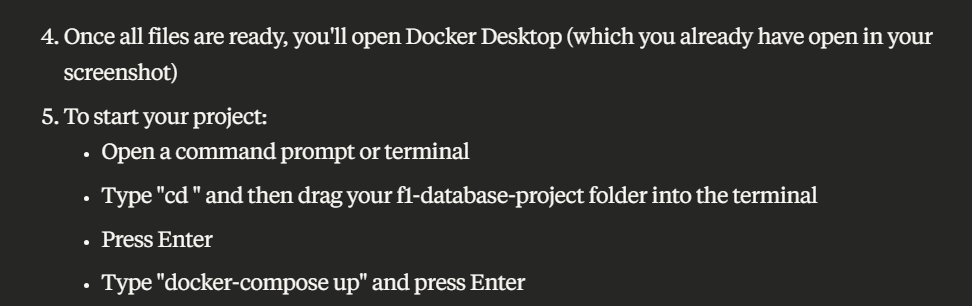 4. Once all files are ready, you'll open Docker Desktop (which you already have open in your
screenshot)
5. To start your project:
• Open a command prompt or terminal
• Type "cd " and then drag your f1-database-project folder into the terminal
• Press Enter
• Type "docker-compose up" and press Enter